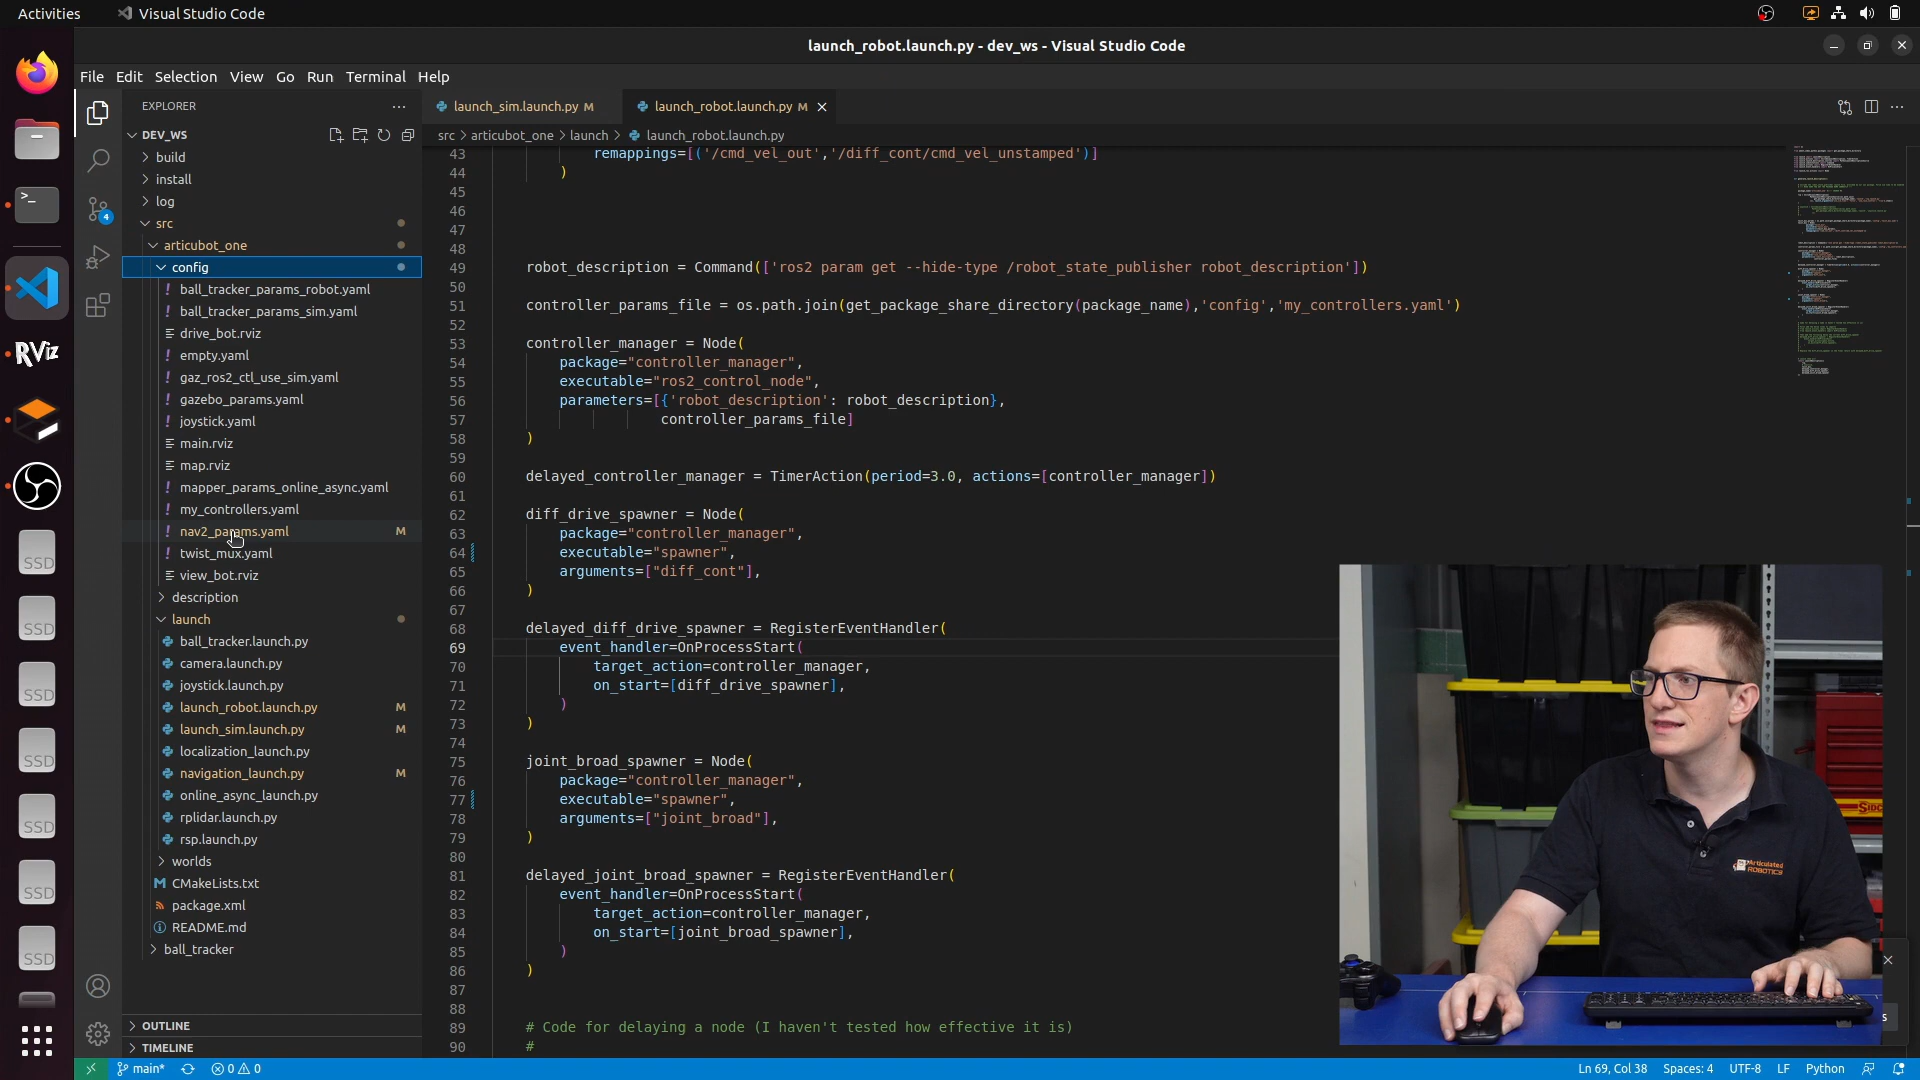 Activities
Visual Studio Code
launch_robot.launch.py - dev_ws - Visual Studio Code
File Edit Selection View Go Run Terminal Help
EXPLORER
launch_sim.launch.py M
launch_robot.launch.py M
DEV_WS
src > articubot_one > launch > launch_robot.launch.py
build
install
log
src
articubot_one
config
ball_tracker_params_robot.yaml
ball_tracker_params_sim.yaml
drive_bot.rviz
empty.yaml
gaz_ros2_ctl_use_sim.yaml
gazebo_params.yaml
joystick.yaml
main.rviz
map.rviz
mapper_params_online_async.yaml
my_controllers.yaml
nav2_params.yaml M
twist_mux.yaml
view_bot.rviz
description
launch
ball_tracker.launch.py
camera.launch.py
joystick.launch.py
launch_robot.launch.py M
launch_sim.launch.py M
localization_launch.py
navigation_launch.py M
online_async_launch.py
rplidar.launch.py
rsp.launch.py
worlds
CMakeLists.txt
package.xml
README.md
ball_tracker
OUTLINE
TIMELINE
4
RViz
SSD
SSD
SSD
SSD
SSD
SSD
SSD
43 remappings=[('/cmd_vel_out','/diff_cont/cmd_vel_unstamped')]
44 )
45
46
47
48
49 robot_description = Command(['ros2 param get --hide-type /robot_state_publisher robot_description'])
50
51 controller_params_file = os.path.join(get_package_share_directory(package_name),'config','my_controllers.yaml')
52
53 controller_manager = Node(
54 package="controller_manager",
55 executable="ros2_control_node",
56 parameters=[{'robot_description': robot_description},
57 controller_params_file]
58 )
59
60 delayed_controller_manager = TimerAction(period=3.0, actions=[controller_manager])
61
62 diff_drive_spawner = Node(
63 package="controller_manager",
64 executable="spawner",
65 arguments=["diff_cont"],
66 )
67
68 delayed_diff_drive_spawner = RegisterEventHandler(
69 event_handler=OnProcessStart(
70 target_action=controller_manager,
71 on_start=[diff_drive_spawner],
72 )
73 )
74
75 joint_broad_spawner = Node(
76 package="controller_manager",
77 executable="spawner",
78 arguments=["joint_broad"],
79 )
80
81 delayed_joint_broad_spawner = RegisterEventHandler(
82 event_handler=OnProcessStart(
83 target_action=controller_manager,
84 on_start=[joint_broad_spawner],
85 )
86 )
87
88
89 # Code for delaying a node (I haven't tested how effective it is)
90 #
Articulated
ROBOTICS
main*
0 0
Ln 69, Col 38
Spaces: 4
UTF-8
LF
Python